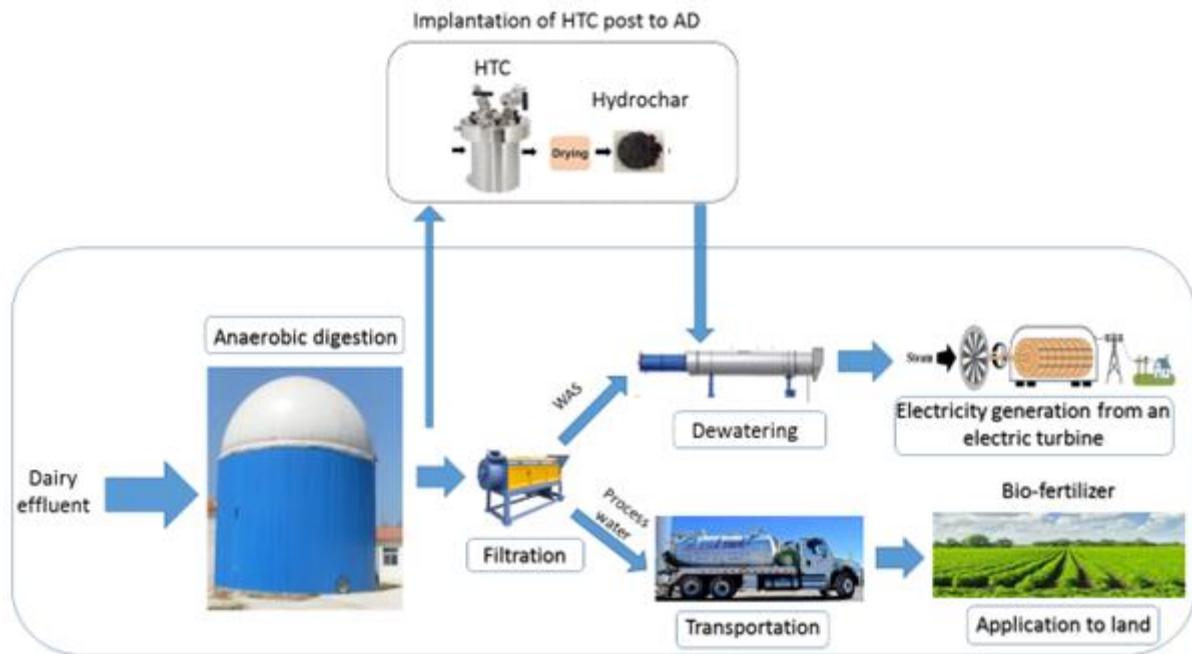 Implantation of HTC post to AD
HTC
Hydrochar
Drying
Anaerobic digestion
Dairy
effluent
WAS
Dewatering
Steam
Electricity generation from an
electric turbine
Filtration
Process
water
Transportation
Bio-fertilizer
Application to land